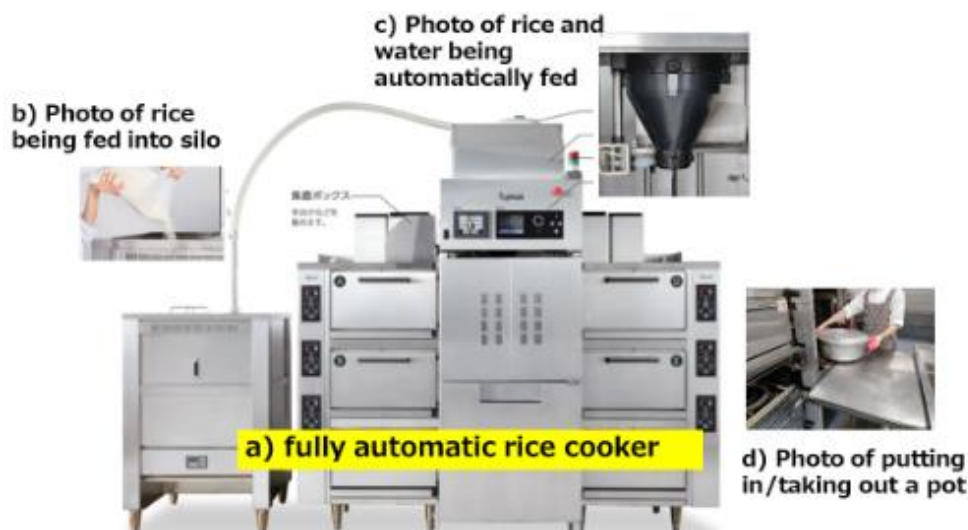 c) Photo of rice and
water being
automatically fed
b) Photo of rice
being fed into silo
a) fully automatic rice cooker
d) Photo of putting
in/taking out a pot